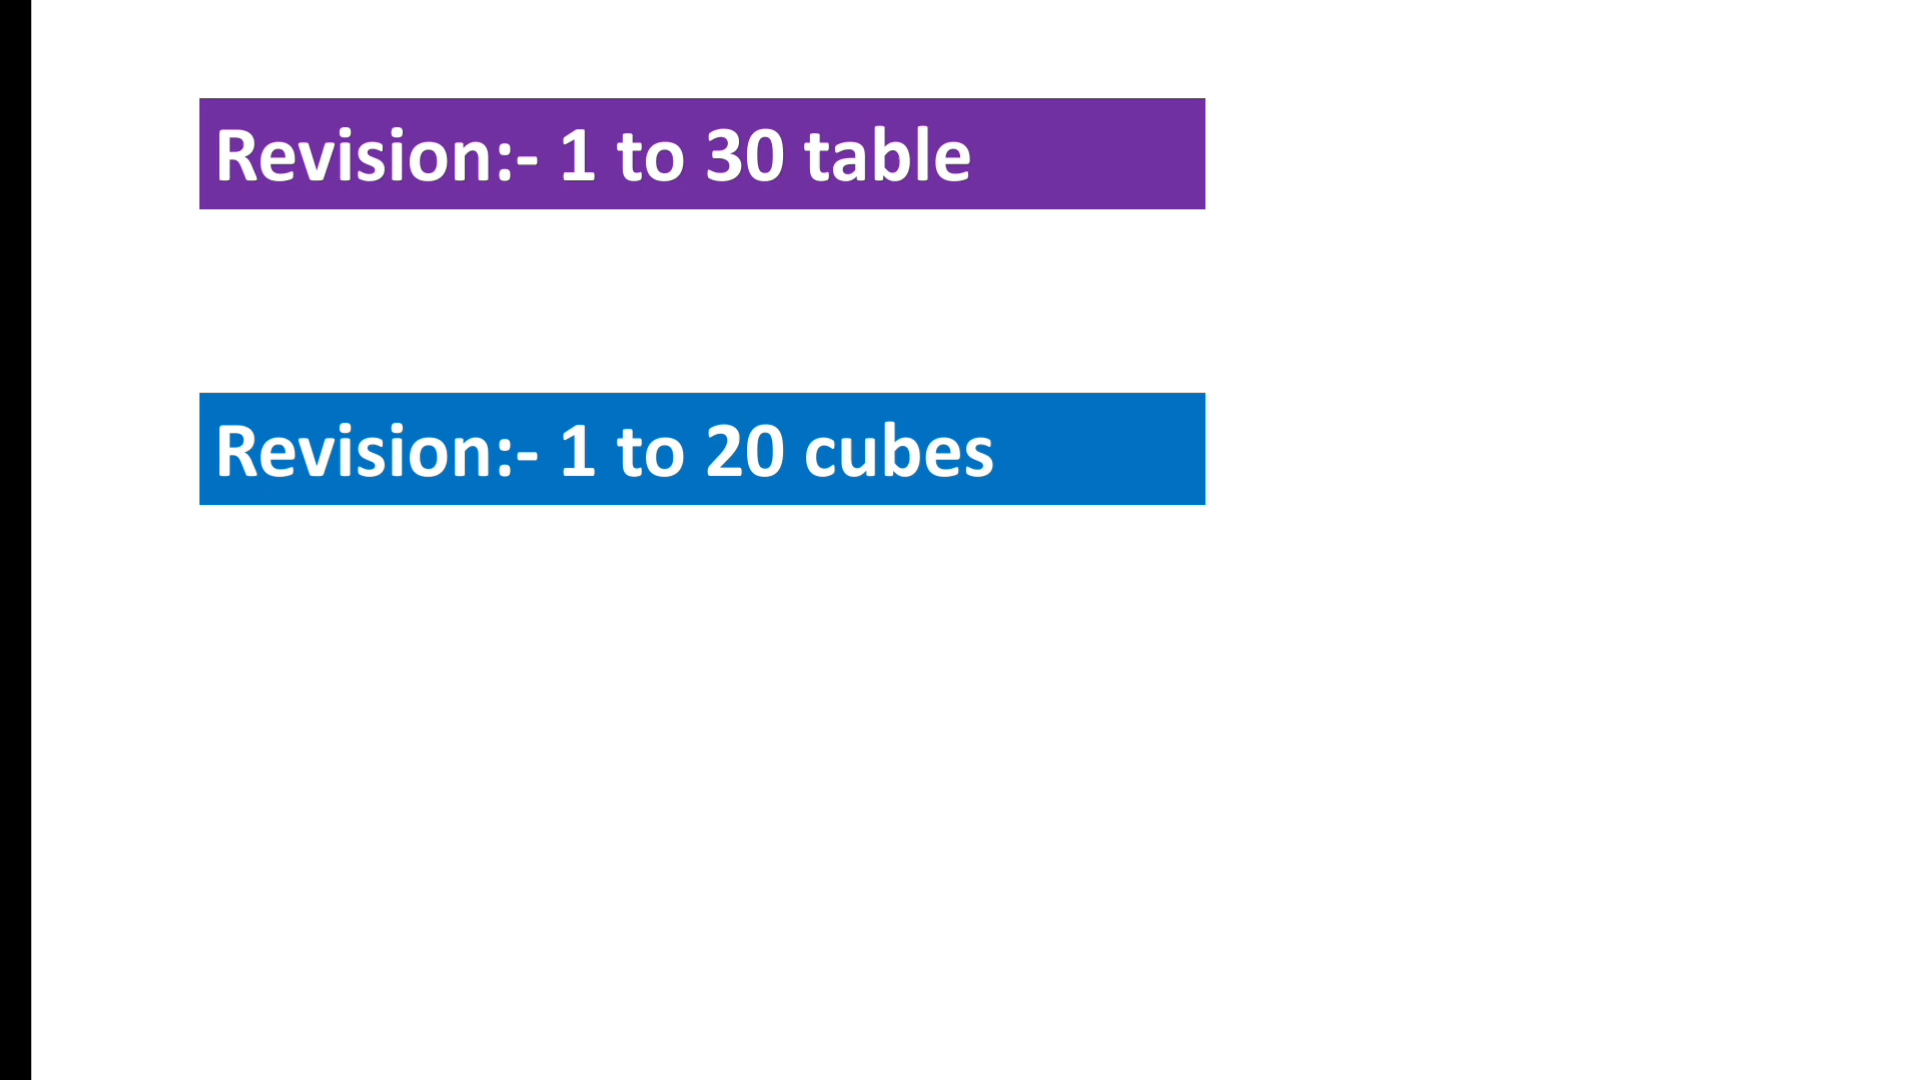 Revision:- 1 to 30 table
Revision:- 1 to 20 cubes